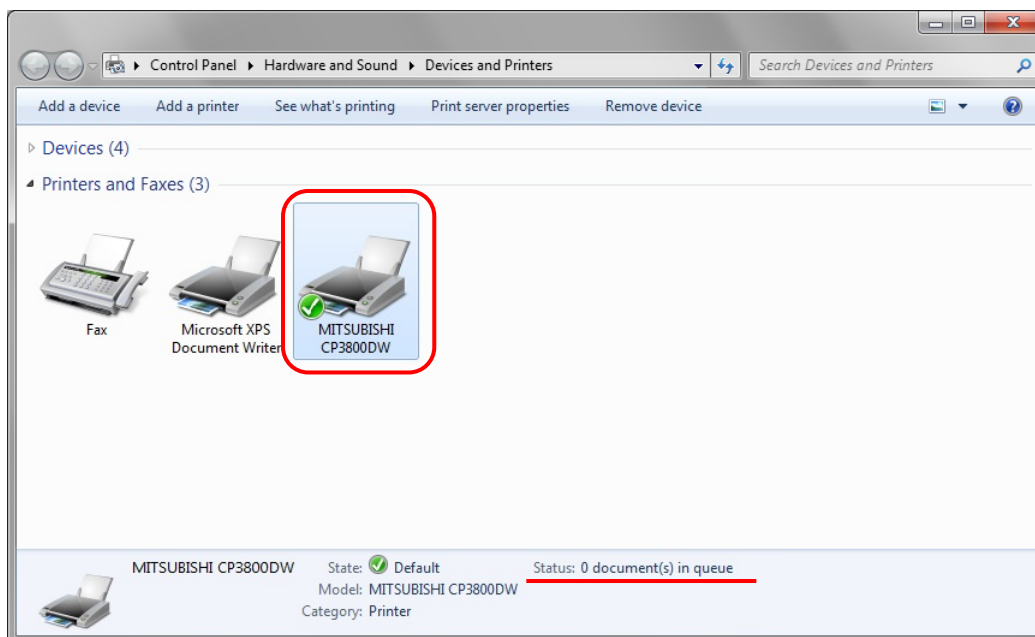 Control Panel Hardware and Sound Devices and Printers Search Devices and Printers
Add a device Add a printer See what's printing Print server properties Remove device
Devices (4)
Printers and Faxes (3)
Fax
Microsoft XPS
Document Writer
MITSUBISHI
CP3800DW
MITSUBISHI CP3800DW State: Default Status: 0 document(s) in queue
Model: MITSUBISHI CP3800DW
Category: Printer